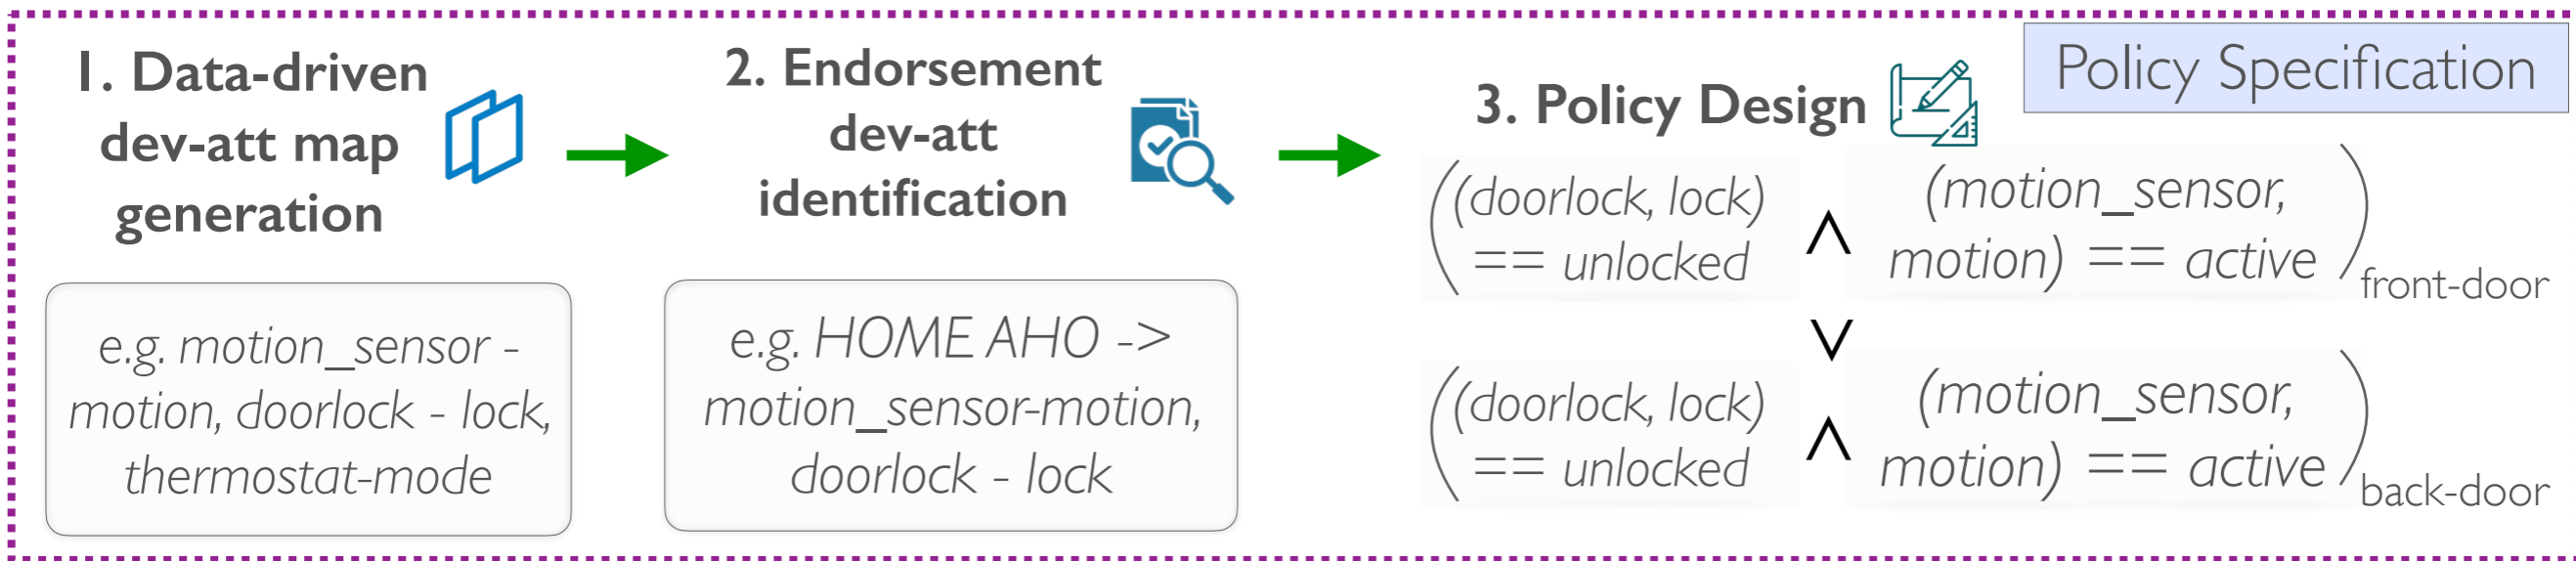 1. Data-driven
dev-att map
generation
e.g. motion_sensor -
motion, doorlock - lock,
thermostat-mode
2. Endorsement
dev-att
identification
e.g. HOME AHO ->
motion_sensor-motion,
doorlock - lock
Policy Specification
3. Policy Design
((doorlock, lock)
== unlocked
∧
(motion_sensor,
motion) == active)
front-door
∨
((doorlock, lock)
== unlocked
∧
(motion_sensor,
motion) == active)
back-door